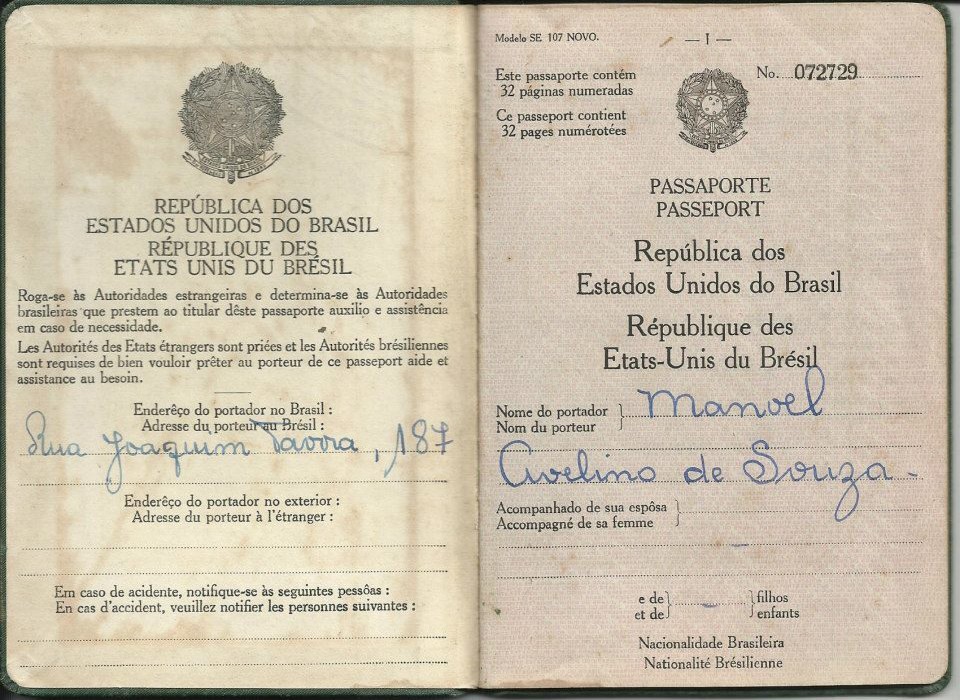 REPÚBLICA DOS
ESTADOS UNIDOS DO BRASIL
RÉPUBLIQUE DES
ETATS UNIS DU BRÉSIL
Roga-se às Autoridades estrangeiras e determina-se às Autoridades
brasileiras que prestem ao titular dêste passaporte auxilio e assistência
em caso de necessidade.
Les Autorités des Etats étrangers sont priées et les Autorités brésiliennes
sont requises de bien vouloir prêter au porteur de ce passeport aide et
assistance au besoin.
Enderêço do portador no Brasil :
Adresse du porteur au Brésil :
Rua Joaquim Tavora, 187
Enderêço do portador no exterior :
Adresse du porteur à l'étranger :
Em caso de acidente, notifique-se às seguintes pessôas :
En cas d'accident, veuillez notifier les personnes suivantes :
Modelo SE 107 NOVO.
— I —
Este passaporte contém
32 páginas numeradas
No. 072729
Ce passeport contient
32 pages numérotées
PASSAPORTE
PASSEPORT
República dos
Estados Unidos do Brasil
République des
Etats-Unis du Brésil
Nome do portador
Nom du porteur
Manoel
Avelino de Souza -
Acompanhado de sua espôsa
Accompagné de sa femme
e de filhos
et de enfants
Nacionalidade Brasileira
Nationalité Brésilienne